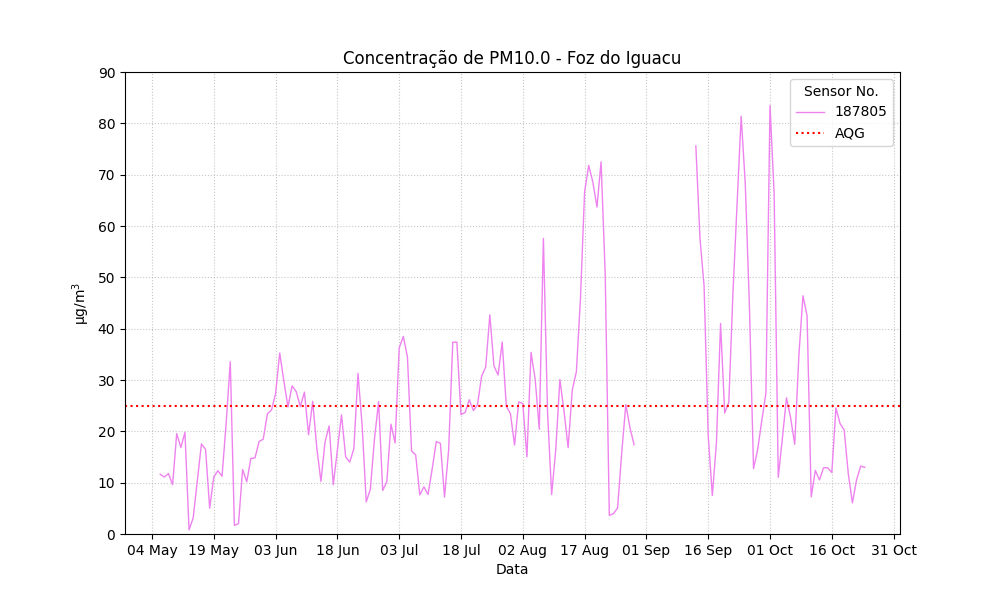 Concentração de PM10.0 - Foz do Iguacu
Sensor No.
187805
AQG
µg/m³
90
80
70
60
50
40
30
20
10
0
04 May 19 May 03 Jun 18 Jun 03 Jul 18 Jul 02 Aug 17 Aug 01 Sep 16 Sep 01 Oct 16 Oct 31 Oct
Data